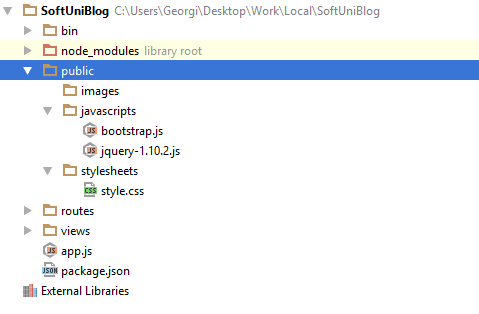 SoftUniBlog C:\Users\Georgi\Desktop\Work\Local\SoftUniBlog
bin
node_modules library root
public
images
javascripts
JS bootstrap.js
JS jquery-1.10.2.js
stylesheets
CSS style.css
routes
views
JS app.js
JSON package.json
External Libraries